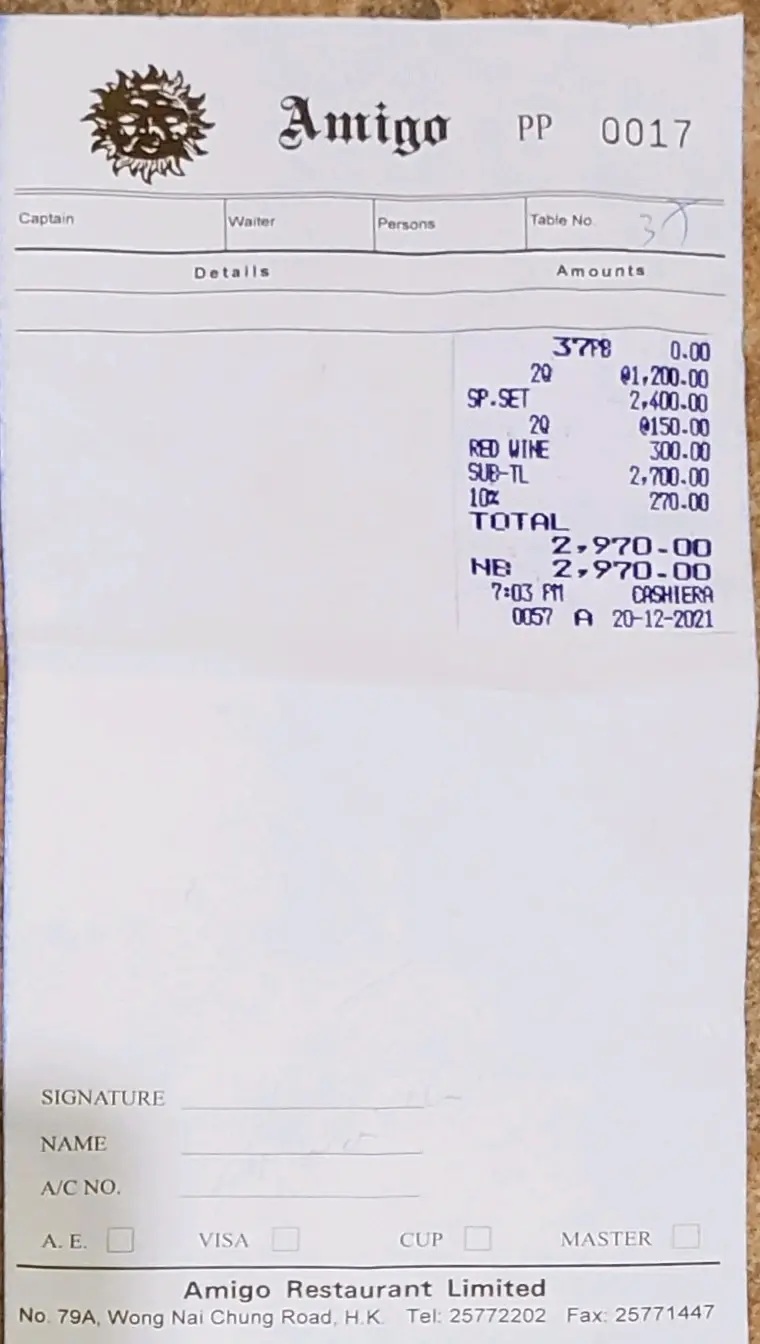 Amigo PP 0017
Captain Waiter Persons Table No. 37
Details Amounts
37PB 0.00
2Q @1,200.00
SP.SET 2,400.00
2Q @150.00
RED WINE 300.00
SUB-TL 2,700.00
10% 270.00
TOTAL
2,970.00
NB 2,970.00
7:03 PM CASHIERA
0057 A 20-12-2021
SIGNATURE
NAME
A/C NO.
A. E. VISA CUP MASTER
Amigo Restaurant Limited
No. 79A, Wong Nai Chung Road, H.K. Tel: 25772202 Fax: 25771447